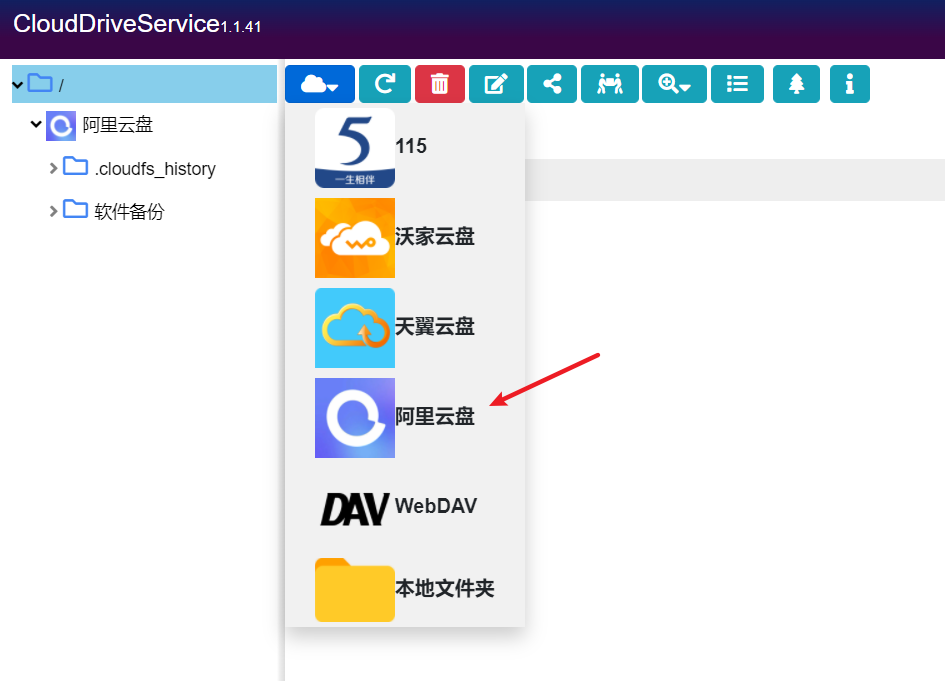 CloudDriveService1.1.41
/
阿里云盘
.cloudfs_history
软件备份
5
一生相伴
115
WO
沃家云盘
天翼云盘
阿里云盘
DAV
WebDAV
本地文件夹